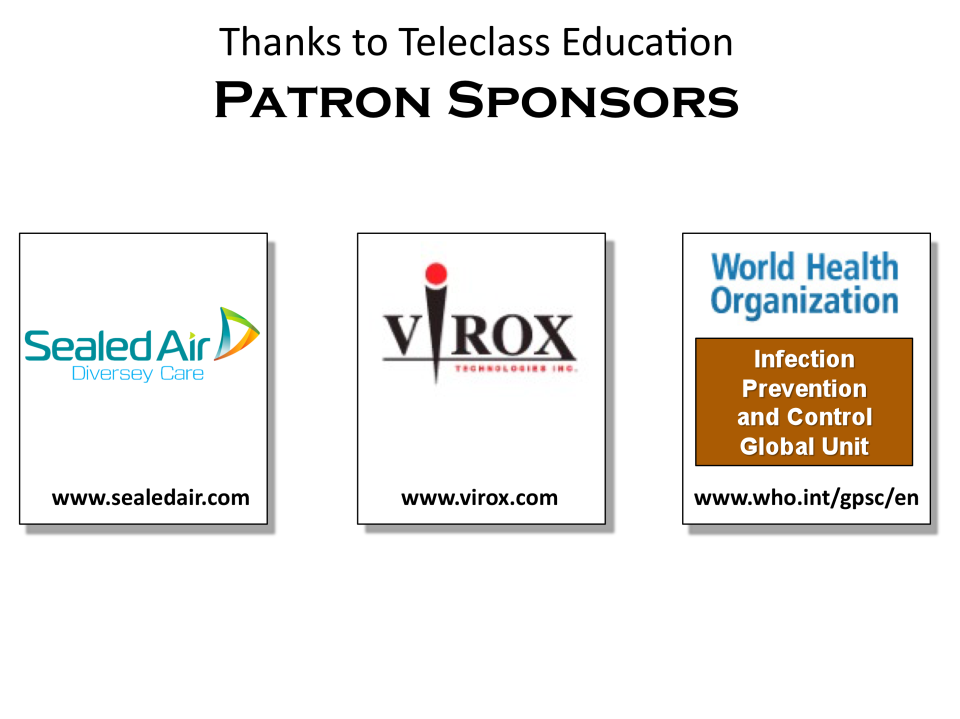 Thanks to Teleclass Education
PATRON SPONSORS
Sealed Air
Diversey Care
www.sealedair.com
VIROX
TECHNOLOGIES INC.
www.virox.com
World Health
Organization
Infection
Prevention
and Control
Global Unit
www.who.int/gpsc/en